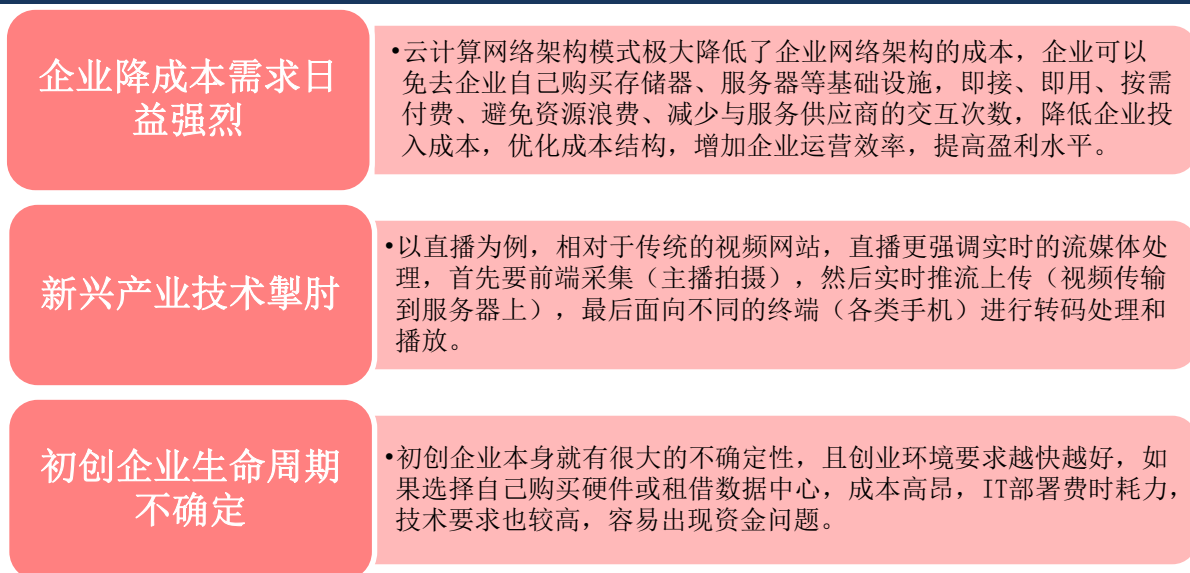 企业降成本需求日
益强烈
•云计算网络架构模式极大降低了企业网络架构的成本，企业可以
免去企业自己购买存储器、服务器等基础设施，即接、即用、按需
付费、避免资源浪费、减少与服务供应商的交互次数，降低企业投
入成本，优化成本结构，增加企业运营效率，提高盈利水平。
新兴产业技术掣肘
•以直播为例，相对于传统的视频网站，直播更强调实时的流媒体处
理，首先要前端采集（主播拍摄），然后实时推流上传（视频传输
到服务器上），最后面向不同的终端（各类手机）进行转码处理和
播放。
初创企业生命周期
不确定
•初创企业本身就有很大的不确定性，且创业环境要求越快越好，如
果选择自己购买硬件或租借数据中心，成本高昂，IT部署费时耗力，
技术要求也较高，容易出现资金问题。